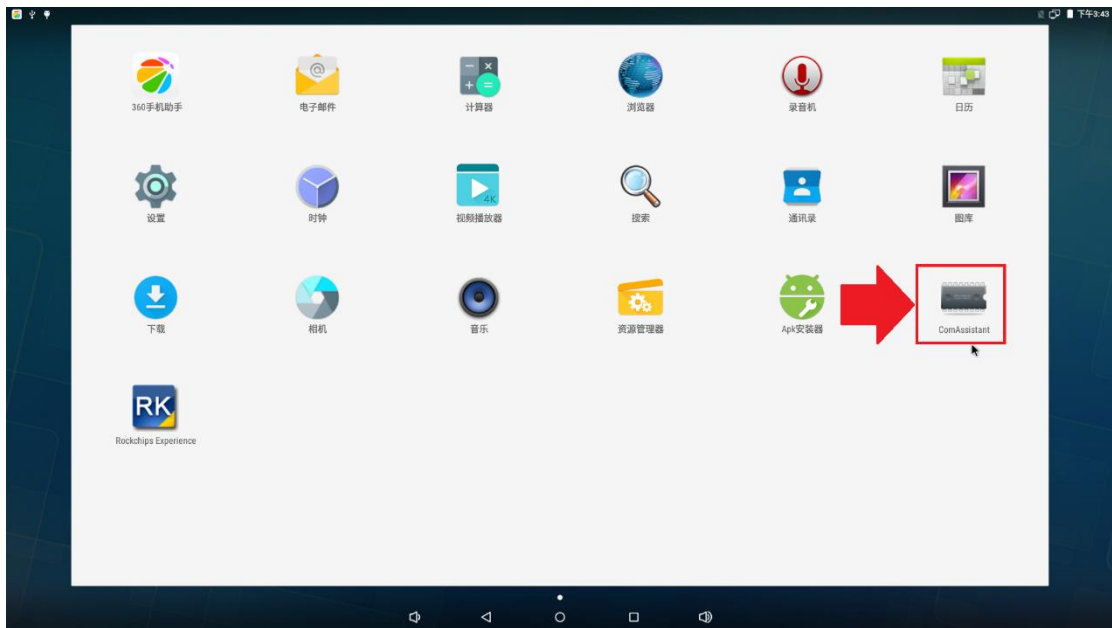 下午3:43
360手机助手
电子邮件
计算器
浏览器
录音机
日历
设置
时钟
4K
视频播放器
搜索
通讯录
图库
下载
相机
音乐
资源管理器
Apk安装器
ComAssistant
RK
Rockchips Experience